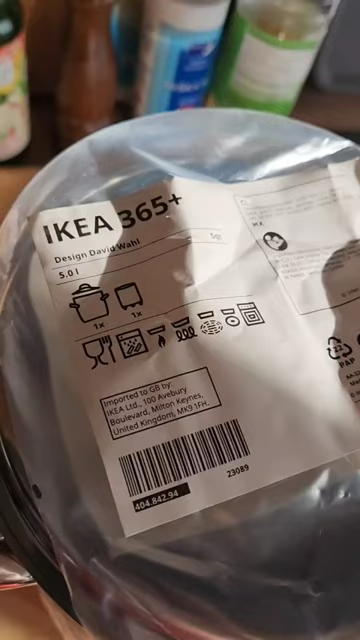 IKEA 365+
Design David Wahl
5.0 l
1x 1x
Imported to GB by:
IKEA Ltd., 100 Avebury
Boulevard, Milton Keynes,
United Kingdom, MK9 1FH.
23089
404.842.94
PAP